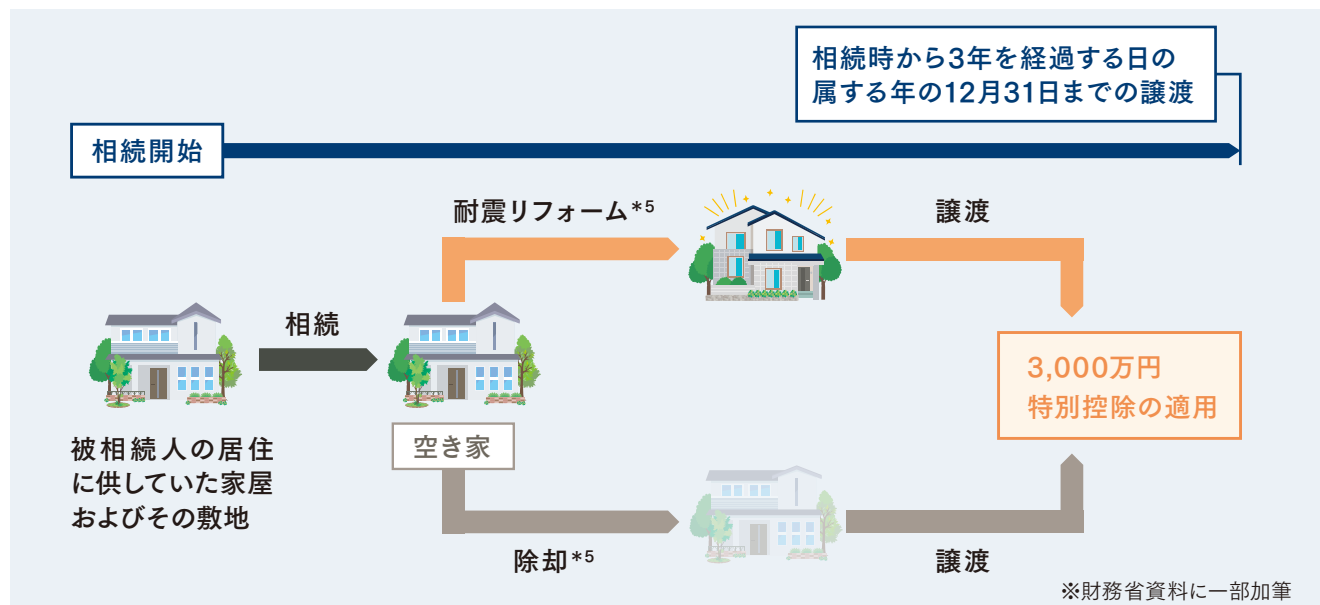 相続時から3年を経過する日の
属する年の12月31日までの譲渡
相続開始
耐震リフォーム*5
譲渡
相続
3,000万円
特別控除の適用
空き家
被相続人の居住
に供していた家屋
およびその敷地
除却*5
譲渡
※財務省資料に一部加筆